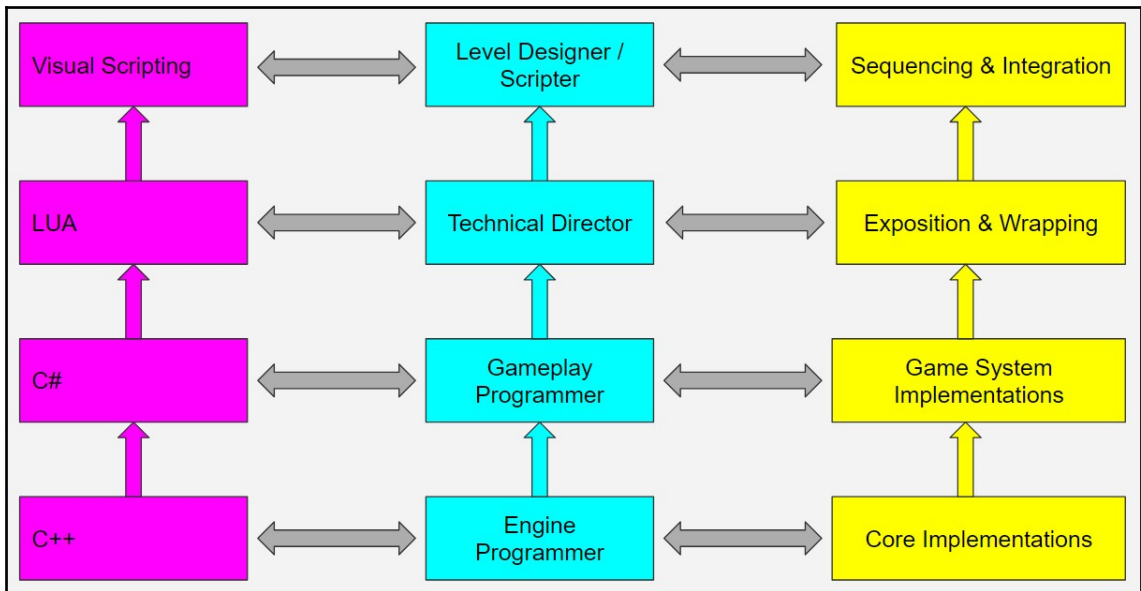 Visual Scripting
Level Designer /
Scripter
Sequencing & Integration
LUA
Technical Director
Exposition & Wrapping
C#
Gameplay
Programmer
Game System
Implementations
C++
Engine
Programmer
Core Implementations